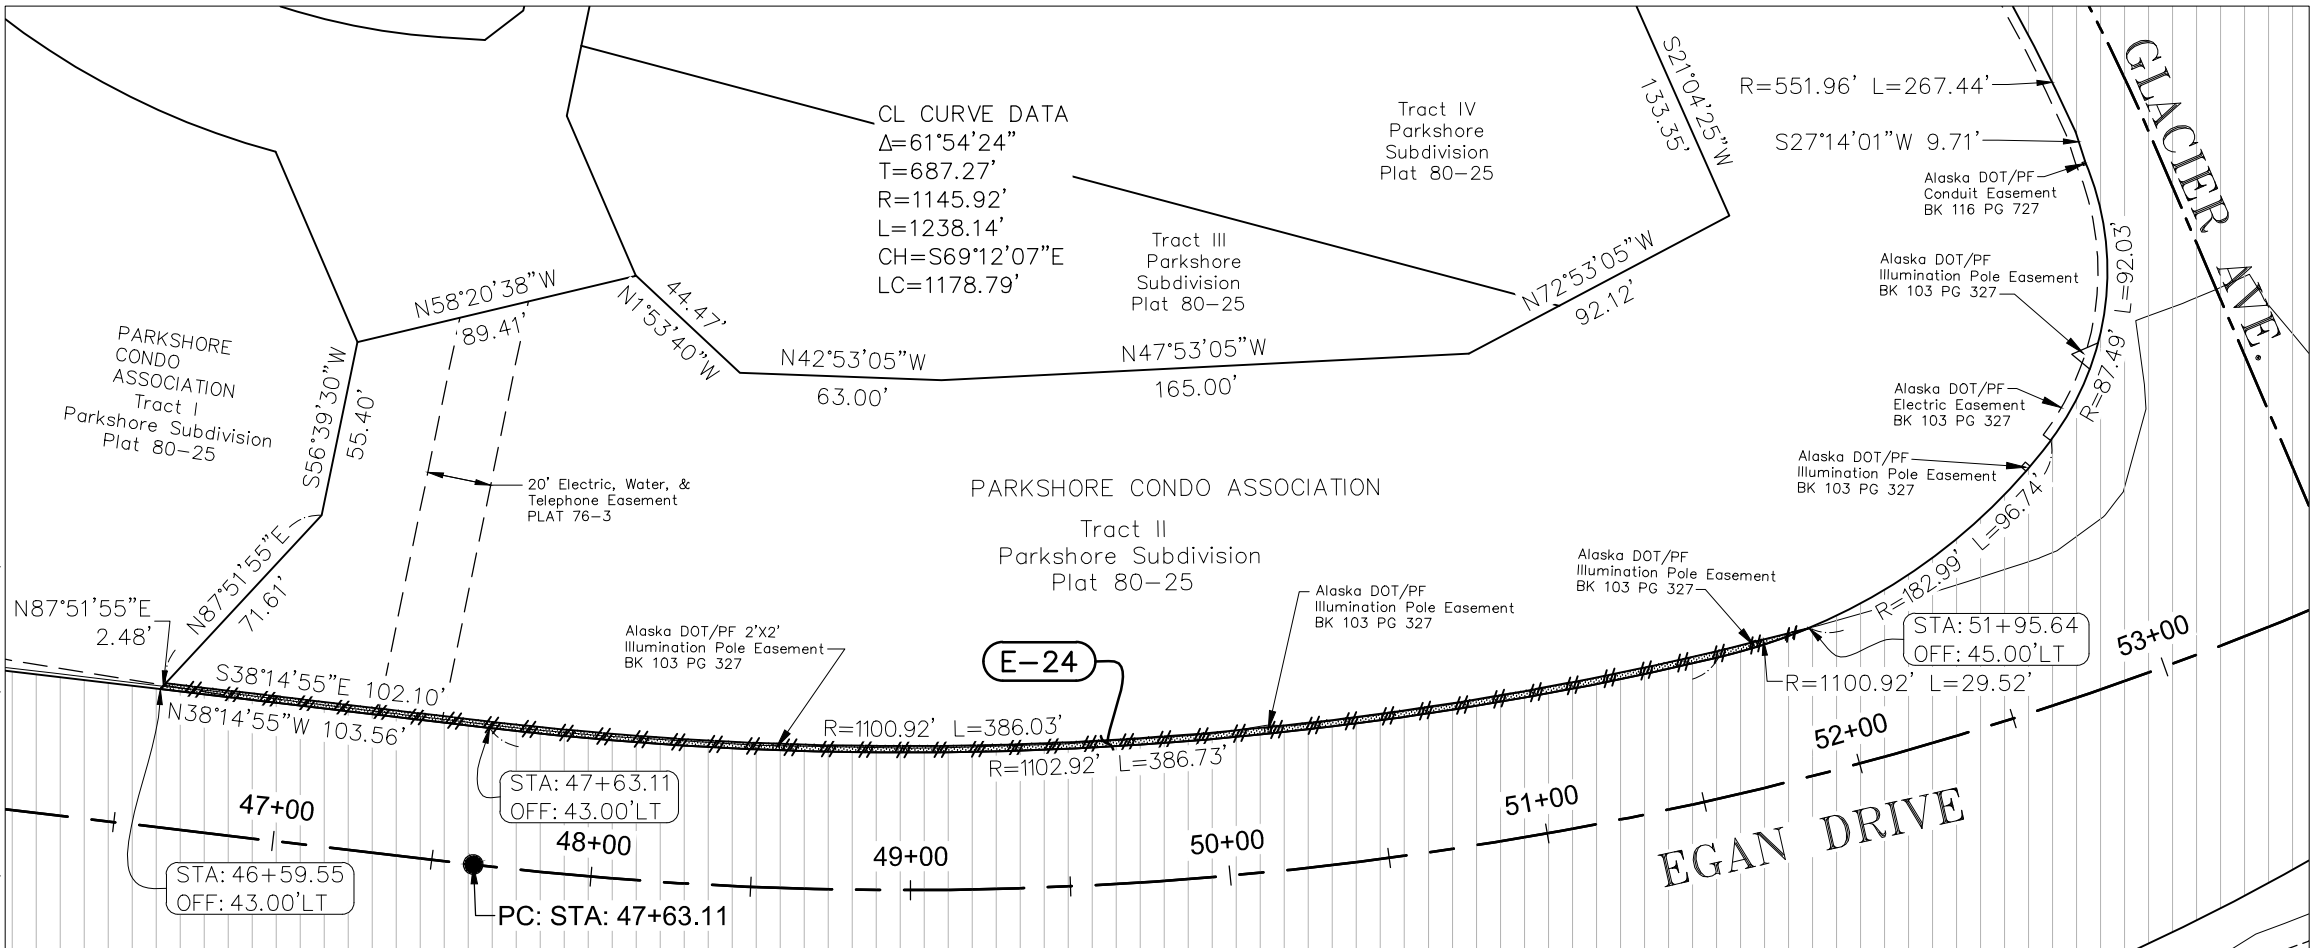 CL CURVE DATA
Δ=61°54'24"
T=687.27'
R=1145.92'
L=1238.14'
CH=S69°12'07"E
LC=1178.79'
Tract IV
Parkshore
Subdivision
Plat 80-25
S21°04'25"W
133.35'
R=551.96' L=267.44'
S27°14'01"W 9.71'
Alaska DOT/PF
Conduit Easement
BK 116 PG 727
GLACIER AVE.
Tract III
Parkshore
Subdivision
Plat 80-25
Alaska DOT/PF
Illumination Pole Easement
BK 103 PG 327
R=87.49' L=92.03'
N58°20'38"W
89.41'
N1°53'40"W
44.47'
N42°53'05"W
63.00'
N47°53'05"W
165.00'
N72°53'05"W
92.12'
PARKSHORE
CONDO
ASSOCIATION
Tract I
Parkshore Subdivision
Plat 80-25
S56°39'30"W
55.40'
Alaska DOT/PF
Electric Easement
BK 103 PG 327
Alaska DOT/PF
Illumination Pole Easement
BK 103 PG 327
20' Electric, Water, &
Telephone Easement
PLAT 76-3
PARKSHORE CONDO ASSOCIATION
Tract II
Parkshore Subdivision
Plat 80-25
N87°51'55"E
71.61'
N87°51'55"E
2.48'
R=182.99' L=96.74'
Alaska DOT/PF
Illumination Pole Easement
BK 103 PG 327
Alaska DOT/PF
Illumination Pole Easement
BK 103 PG 327
Alaska DOT/PF 2'X2'
Illumination Pole Easement
BK 103 PG 327
E-24
STA: 51+95.64
OFF: 45.00'LT
53+00
S38°14'55"E 102.10'
N38°14'55"W 103.56'
R=1100.92' L=386.03'
R=1102.92' L=386.73'
R=1100.92' L=29.52'
52+00
STA: 47+63.11
OFF: 43.00'LT
47+00
48+00
49+00
50+00
51+00
EGAN DRIVE
STA: 46+59.55
OFF: 43.00'LT
PC: STA: 47+63.11